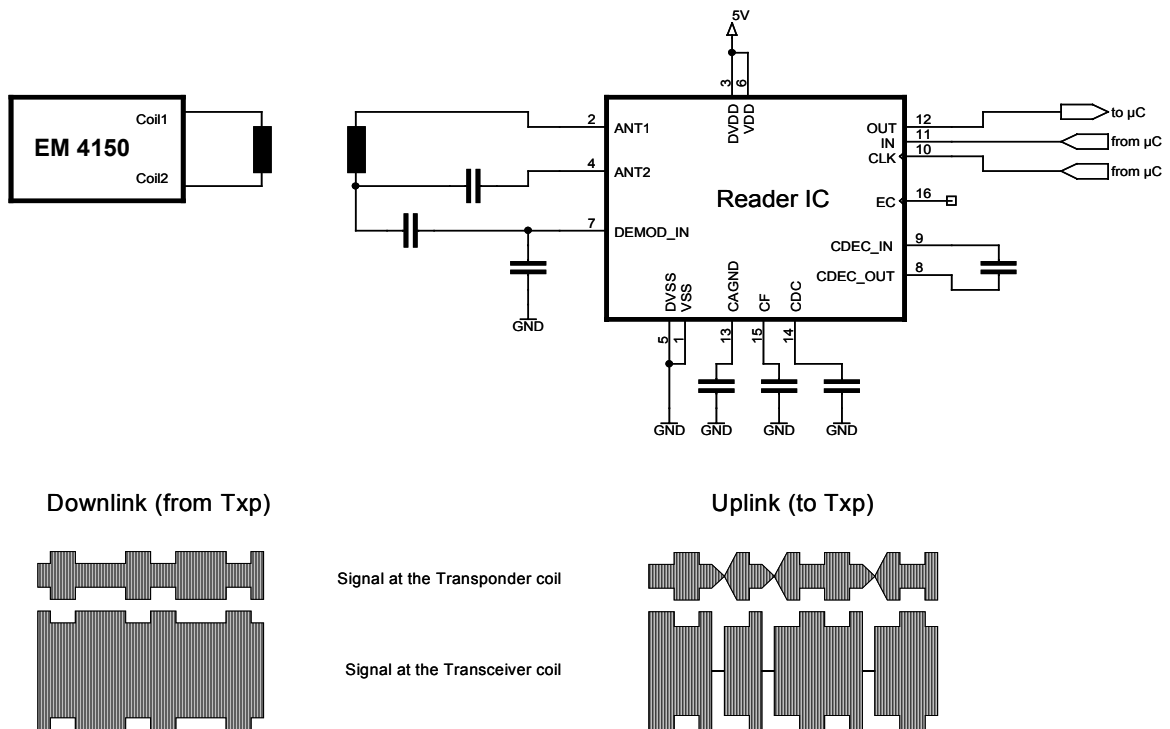 5V
3
6
DVDD
VDD
EM 4150
Coil1
Coil2
2
ANT1
4
ANT2
7
DEMOD_IN
Reader IC
OUT
12
to µC
IN
11
from µC
CLK
10
from µC
EC
16
CDEC_IN
9
CDEC_OUT
8
DVSS
VSS
CAGND
CF
CDC
5
1
13
15
14
GND
GND
GND
GND
GND
Downlink (from Txp)
Uplink (to Txp)
Signal at the Transponder coil
Signal at the Transceiver coil